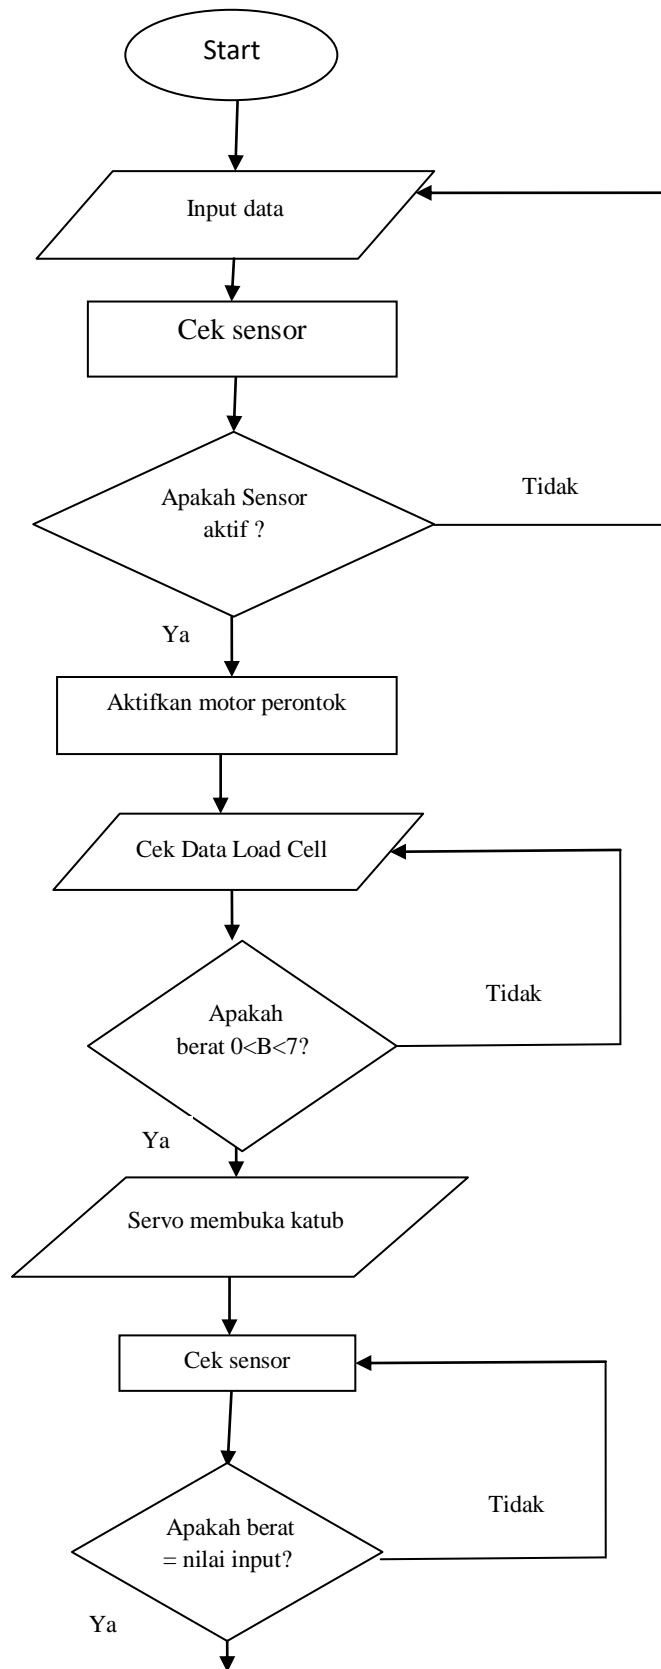 Start
Input data
Cek sensor
Apakah Sensor
aktif ?
Tidak
Ya
Aktifkan motor perontok
Cek Data Load Cell
Apakah
berat 0<B<7?
Tidak
Ya
Servo membuka katub
Cek sensor
Apakah berat
= nilai input?
Tidak
Ya